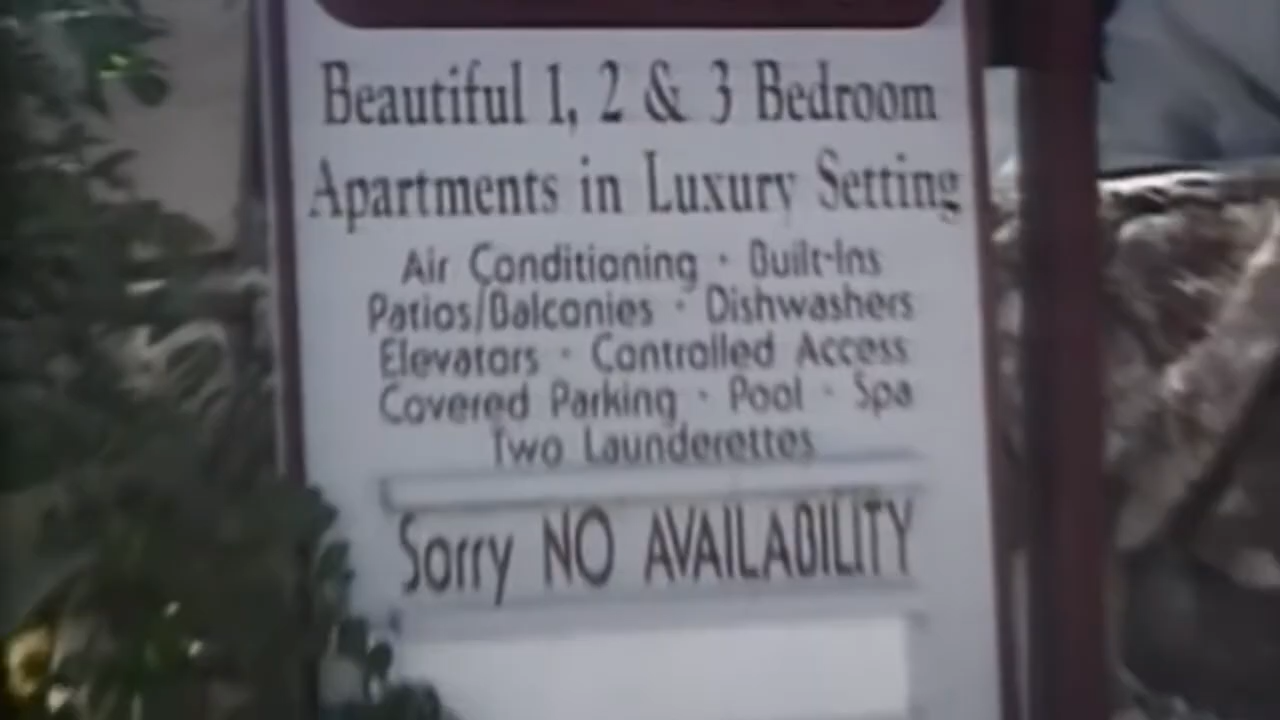 Beautiful 1, 2 & 3 Bedroom
Apartments in Luxury Setting
Air Conditioning · Built-Ins
Patios/Balconies · Dishwashers
Elevators · Controlled Access
Covered Parking · Pool · Spa
Two Launderettes
Sorry NO AVAILABILITY